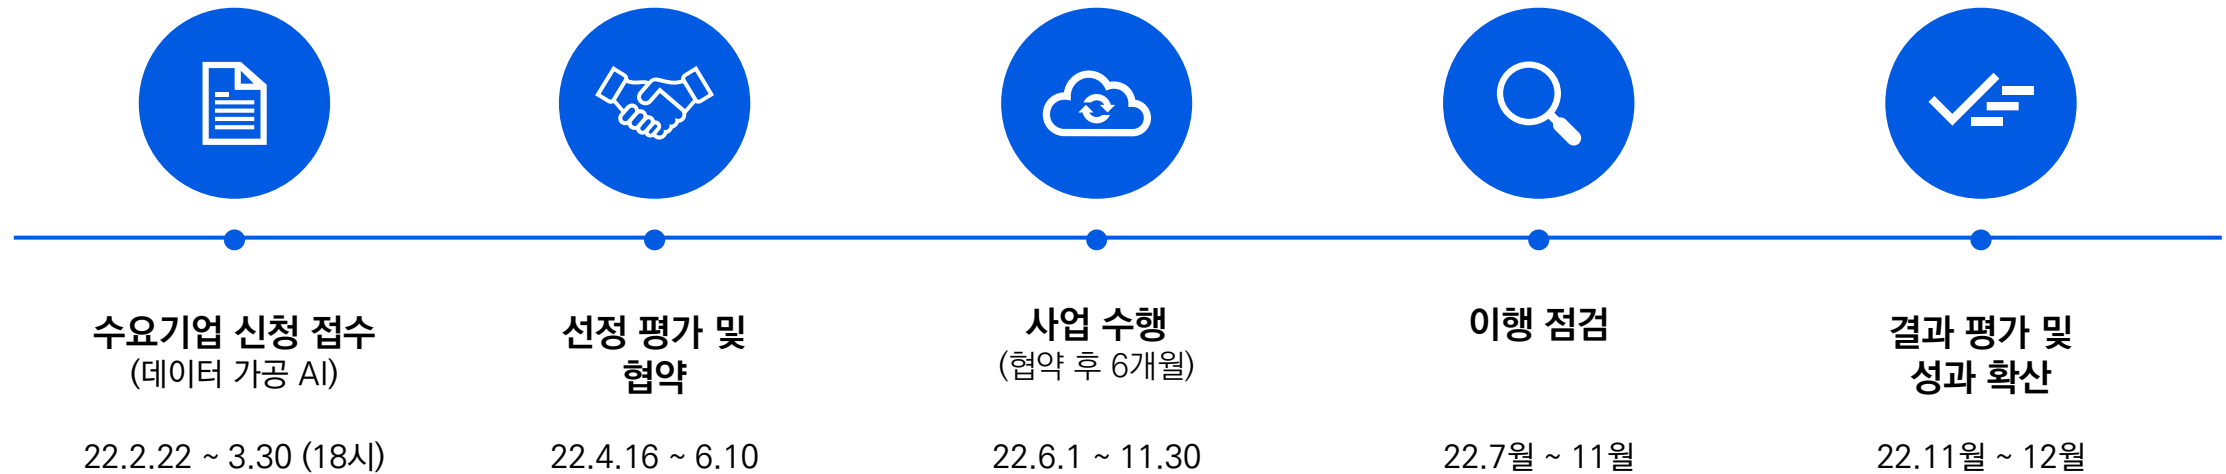 수요기업 신청 접수
(데이터 가공 AI)
22.2.22 ~ 3.30 (18시)
선정 평가 및
협약
22.4.16 ~ 6.10
사업 수행
(협약 후 6개월)
22.6.1 ~ 11.30
이행 점검
22.7월 ~ 11월
결과 평가 및
성과 확산
22.11월 ~ 12월